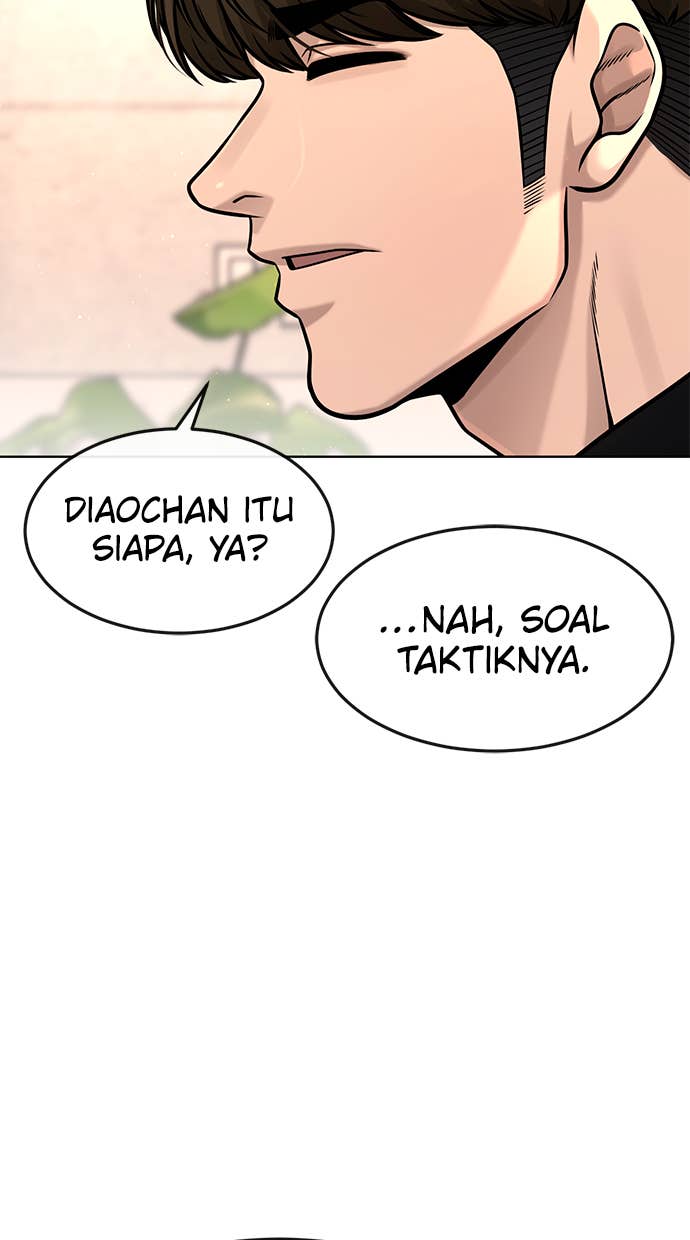 DIAOCHAN ITU
SIAPA, YA?
...NAH, SOAL
TAKTIKNYA.